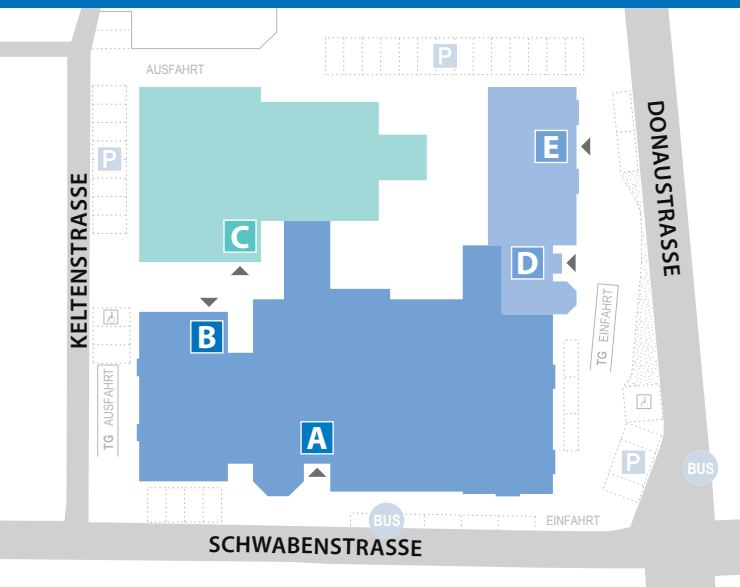 AUSFAHRT
P
E
DONAUSTRASSE
P
KELTENSTRASSE
C
D
B
TG EINFAHRT
TG AUSFAHRT
A
P
BUS
BUS
EINFAHRT
SCHWABENSTRASSE